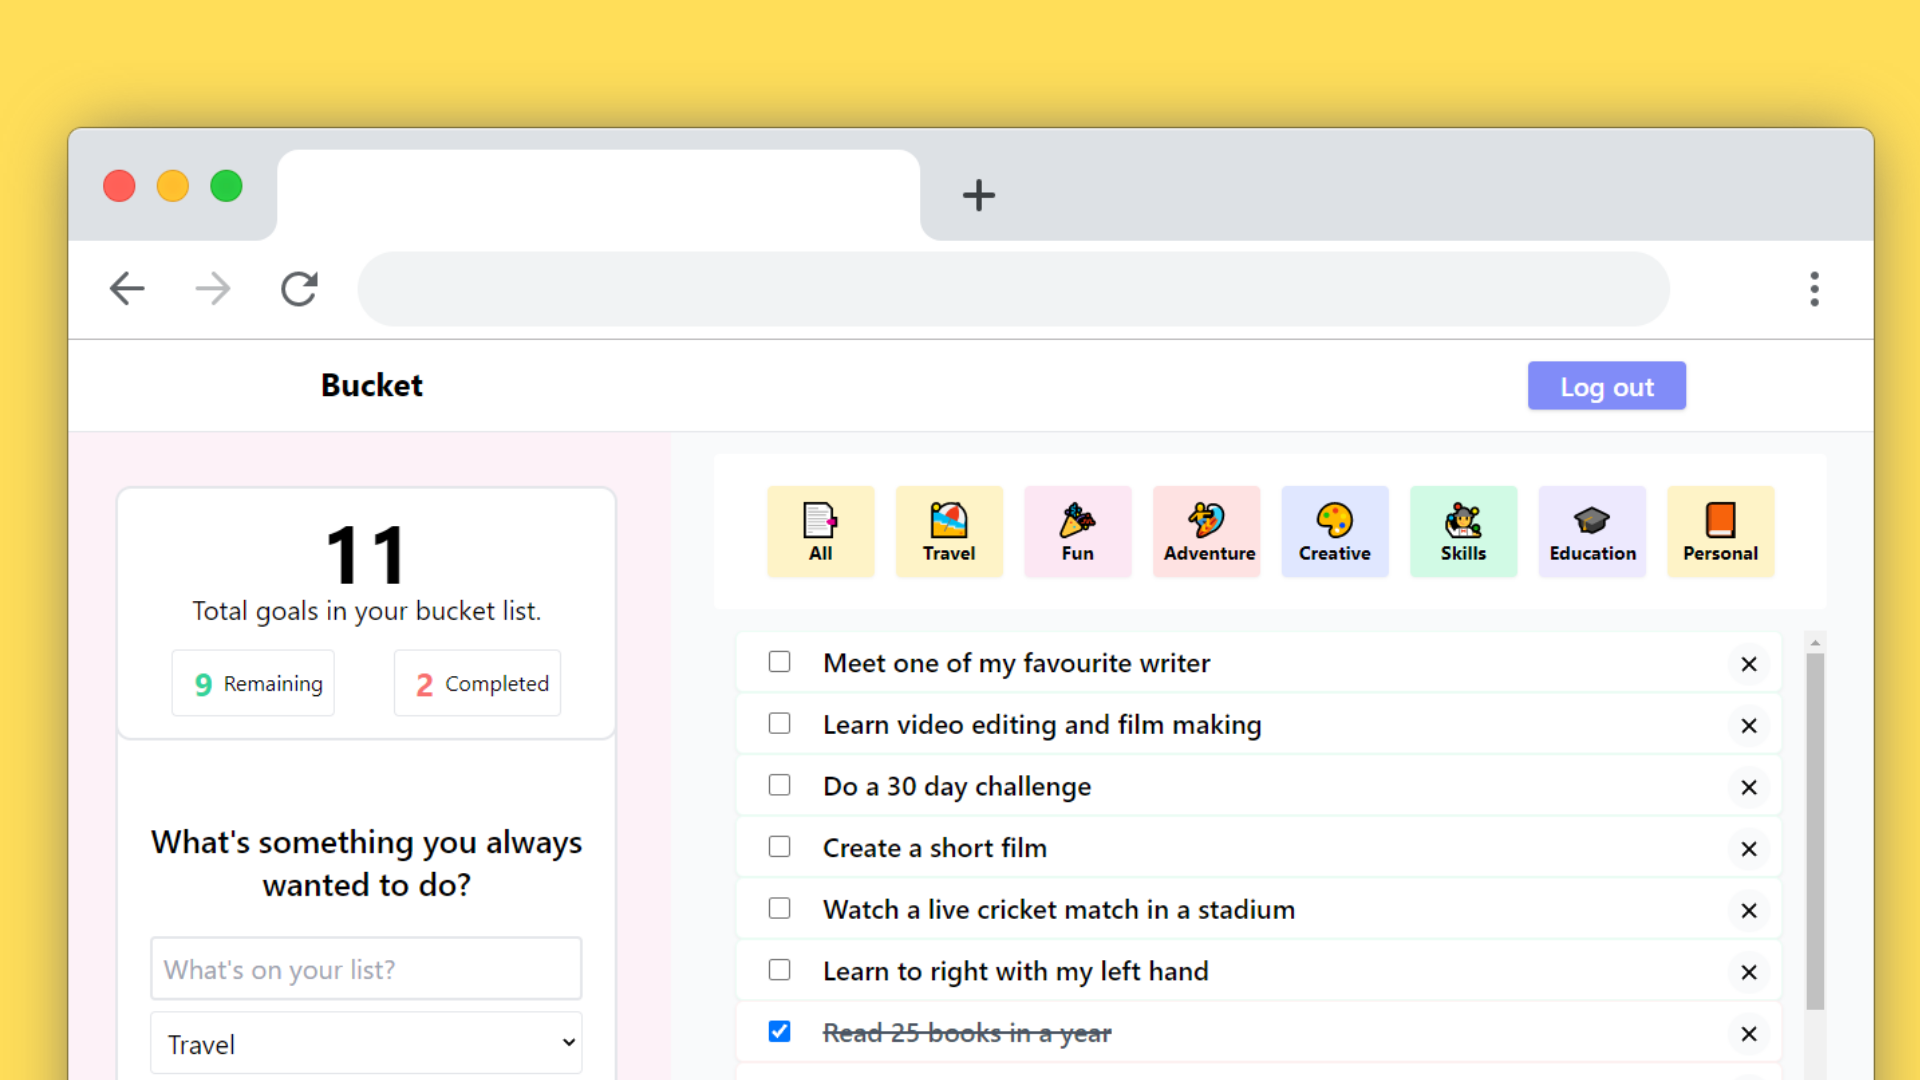 Bucket
Log out
11
Total goals in your bucket list.
9 Remaining
2 Completed
What's something you always
wanted to do?
What's on your list?
Travel
All
Travel
Fun
Adventure
Creative
Skills
Education
Personal
Meet one of my favourite writer
Learn video editing and film making
Do a 30 day challenge
Create a short film
Watch a live cricket match in a stadium
Learn to right with my left hand
Read 25 books in a year